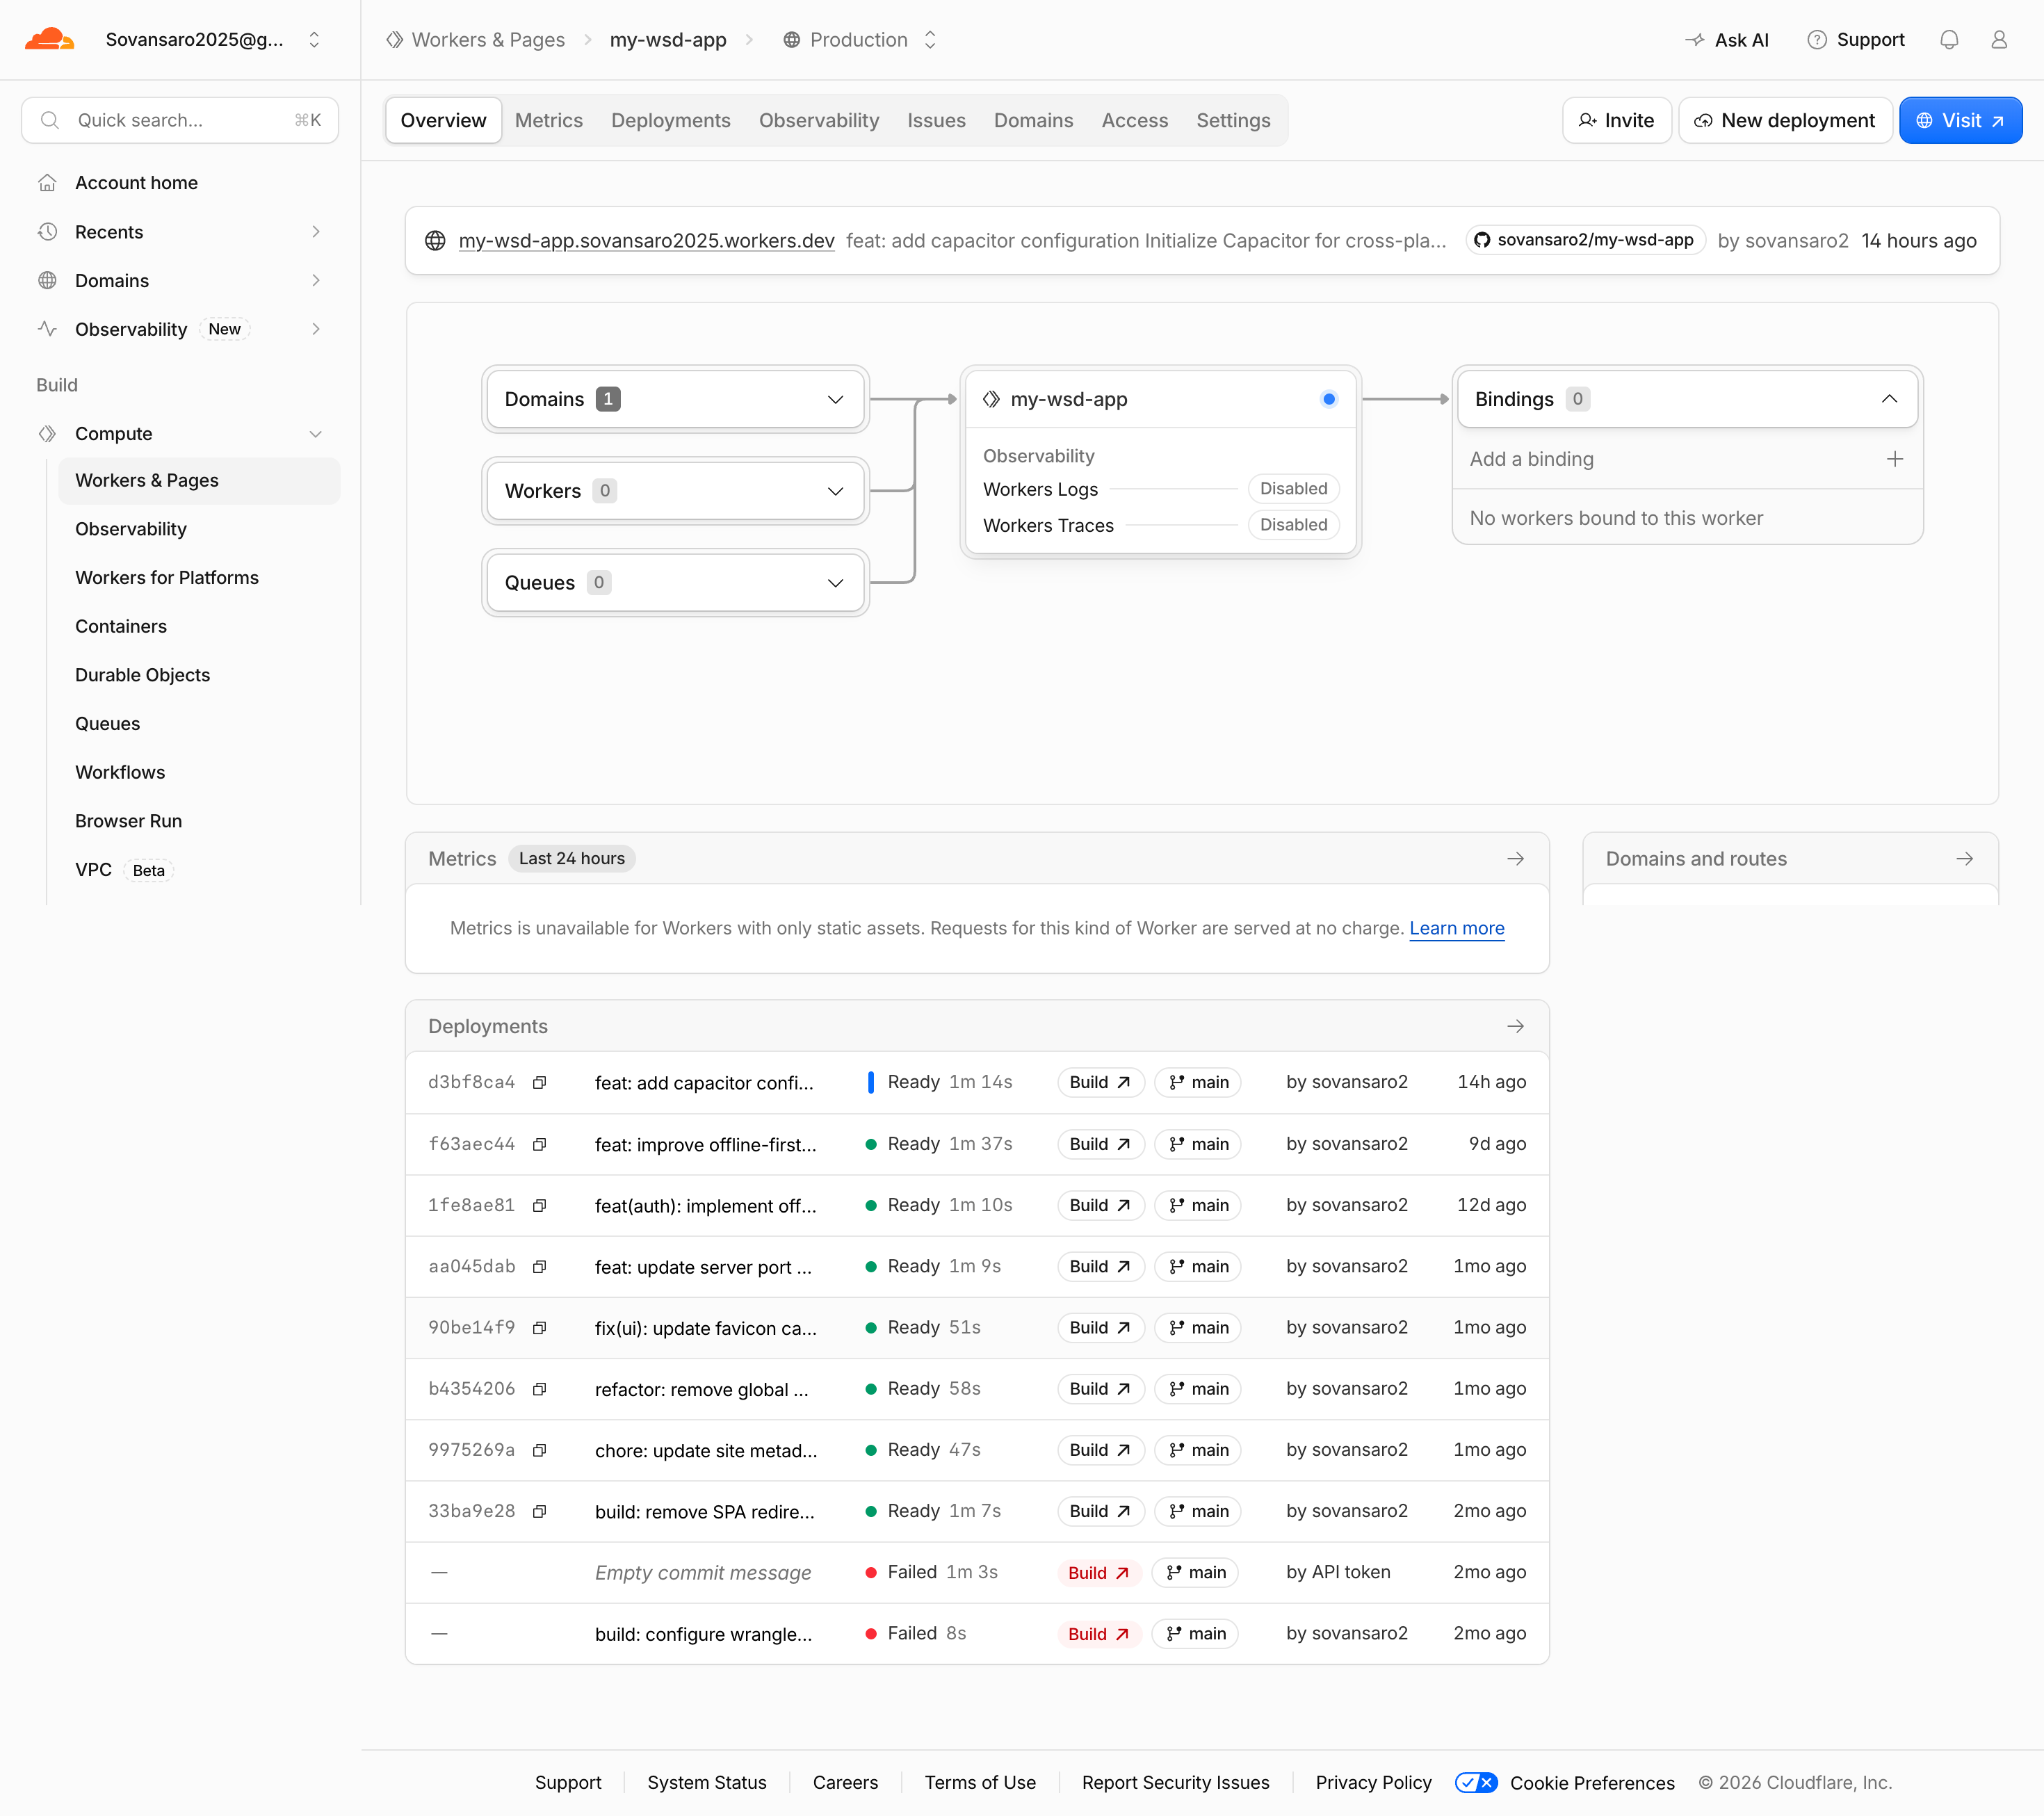 Sovansaro2025@g...
Workers & Pages
my-wsd-app
Production
Ask AI
Support
Quick search...
⌘K
Overview
Metrics
Deployments
Observability
Issues
Domains
Access
Settings
Invite
New deployment
Visit
Account home
Recents
Domains
Observability New
Build
Compute
Workers & Pages
Observability
Workers for Platforms
Containers
Durable Objects
Queues
Workflows
Browser Run
VPC Beta
my-wsd-app.sovansaro2025.workers.dev feat: add capacitor configuration Initialize Capacitor for cross-pla... sovansaro2/my-wsd-app by sovansaro2 14 hours ago
Domains 1
Workers 0
Queues 0
my-wsd-app
Observability
Workers Logs Disabled
Workers Traces Disabled
Bindings 0
Add a binding
No workers bound to this worker
Metrics Last 24 hours
Metrics is unavailable for Workers with only static assets. Requests for this kind of Worker are served at no charge. Learn more
Domains and routes
Deployments
d3bf8ca4 feat: add capacitor confi... Ready 1m 14s Build main by sovansaro2 14h ago
f63aec44 feat: improve offline-first... Ready 1m 37s Build main by sovansaro2 9d ago
1fe8ae81 feat(auth): implement off... Ready 1m 10s Build main by sovansaro2 12d ago
aa045dab feat: update server port ... Ready 1m 9s Build main by sovansaro2 1mo ago
90be14f9 fix(ui): update favicon ca... Ready 51s Build main by sovansaro2 1mo ago
b4354206 refactor: remove global ... Ready 58s Build main by sovansaro2 1mo ago
9975269a chore: update site metad... Ready 47s Build main by sovansaro2 1mo ago
33ba9e28 build: remove SPA redire... Ready 1m 7s Build main by sovansaro2 2mo ago
— Empty commit message Failed 1m 3s Build main by API token 2mo ago
— build: configure wrangle... Failed 8s Build main by sovansaro2 2mo ago
Support
System Status
Careers
Terms of Use
Report Security Issues
Privacy Policy
Cookie Preferences
© 2026 Cloudflare, Inc.